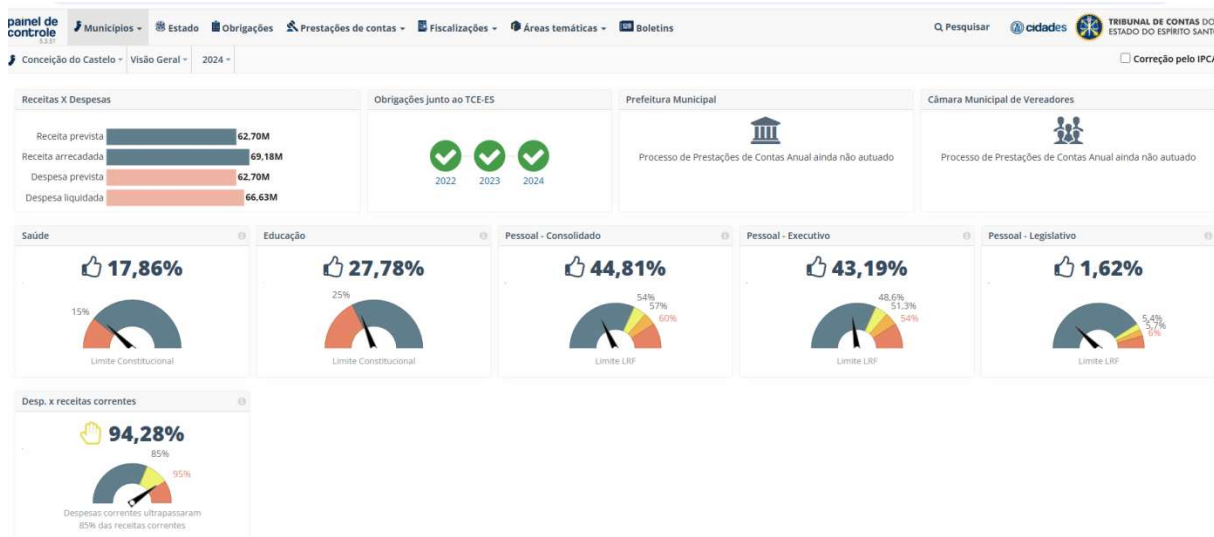 painel de controle
5.3.51
Municípios
Estado
Obrigações
Prestações de contas
Fiscalizações
Áreas temáticas
Boletins
Pesquisar
cidades
TRIBUNAL DE CONTAS DO
ESTADO DO ESPÍRITO SANTO
Conceição do Castelo
Visão Geral
2024
Correção pelo IPCA
Receitas X Despesas
Receita prevista 62,70M
Receita arrecadada 69,18M
Despesa prevista 62,70M
Despesa liquidada 66,63M
Obrigações junto ao TCE-ES
2022 2023 2024
Prefeitura Municipal
Processo de Prestações de Contas Anual ainda não autuado
Câmara Municipal de Vereadores
Processo de Prestações de Contas Anual ainda não autuado
Saúde
17,86%
15%
Limite Constitucional
Educação
27,78%
25%
Limite Constitucional
Pessoal - Consolidado
44,81%
54%
57%
60%
Limite LRF
Pessoal - Executivo
43,19%
48,6%
51,3%
54%
Limite LRF
Pessoal - Legislativo
1,62%
5,4%
5,7%
6%
Limite LRF
Desp. x receitas correntes
94,28%
85%
95%
Despesas correntes ultrapassaram
85% das receitas correntes